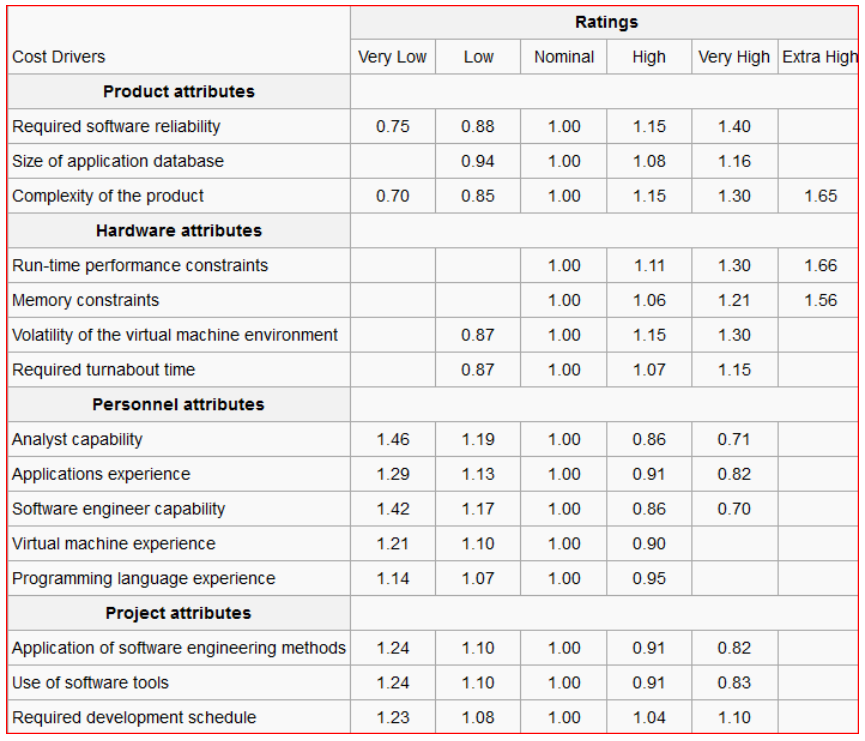 Ratings
Cost Drivers Very Low Low Nominal High Very High Extra High
Product attributes
Required software reliability 0.75 0.88 1.00 1.15 1.40
Size of application database 0.94 1.00 1.08 1.16
Complexity of the product 0.70 0.85 1.00 1.15 1.30 1.65
Hardware attributes
Run-time performance constraints 1.00 1.11 1.30 1.66
Memory constraints 1.00 1.06 1.21 1.56
Volatility of the virtual machine environment 0.87 1.00 1.15 1.30
Required turnabout time 0.87 1.00 1.07 1.15
Personnel attributes
Analyst capability 1.46 1.19 1.00 0.86 0.71
Applications experience 1.29 1.13 1.00 0.91 0.82
Software engineer capability 1.42 1.17 1.00 0.86 0.70
Virtual machine experience 1.21 1.10 1.00 0.90
Programming language experience 1.14 1.07 1.00 0.95
Project attributes
Application of software engineering methods 1.24 1.10 1.00 0.91 0.82
Use of software tools 1.24 1.10 1.00 0.91 0.83
Required development schedule 1.23 1.08 1.00 1.04 1.10